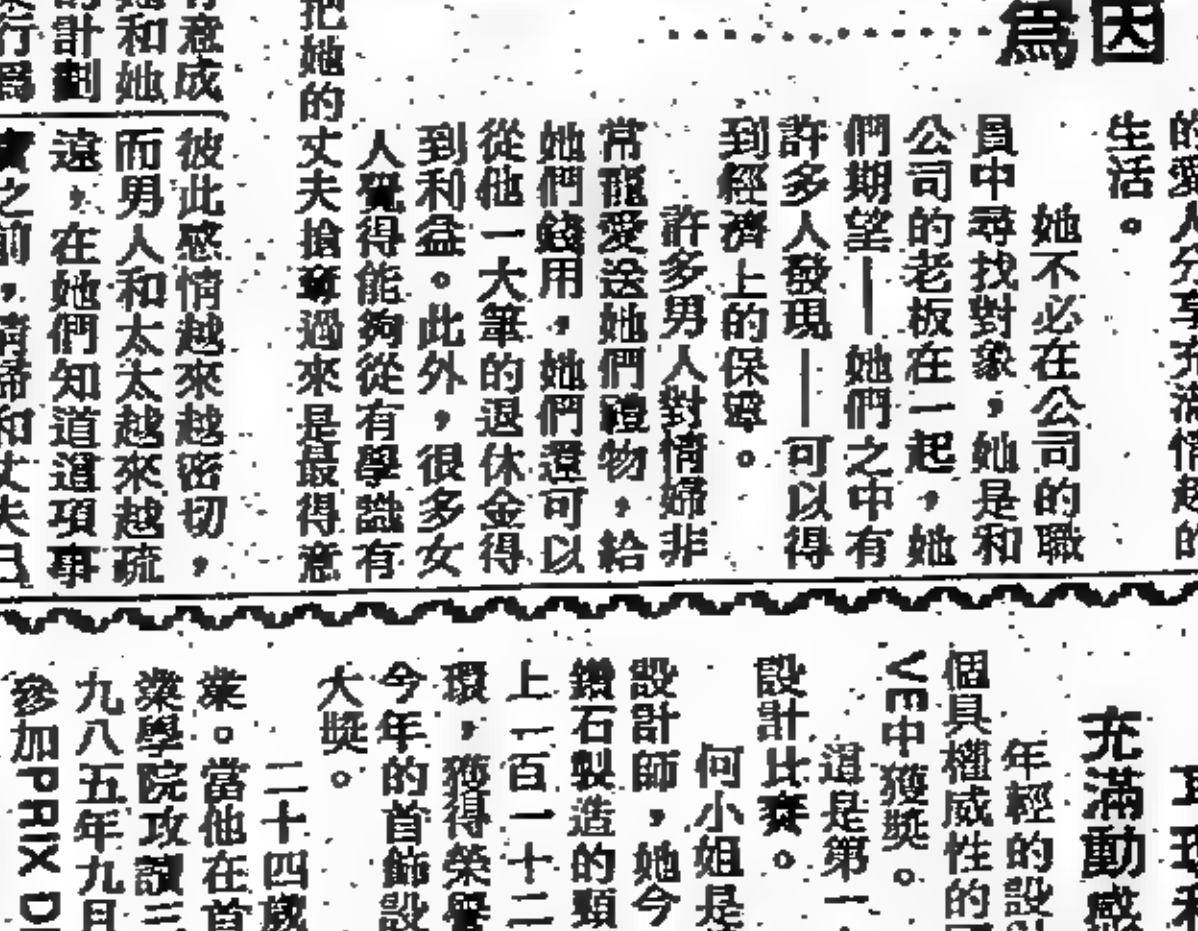 因為…………
的愛人分享充滿情趣的
生活。
她不必在公司的職
員中尋找對象，她是和
公司的老板在一起，她
們期望——她們之中有
許多人發現——可以得
到經濟上的保障。
許多男人對情婦非
常寵愛送她們禮物，給
她們錢用，她們還可以
從他一大筆的退休金得
到利益。此外，很多女
人覺得能夠從有學識有
把她的丈夫搶奪過來是最得意
有意成
她和她
的計劃
行為
彼此感情越來越密切，
而男人和太太越來越疏
遠，在她們知道這項事
實之前，情婦和丈夫已
充滿動感
年輕的設計
個具權威性的
VE中獲獎。
這是第一
設計比賽。
何小姐是
設計師，她今
鑽石製造的頸
上一百一十二
環，獲得榮譽
今年的首飾設
大獎。
二十四歲
業。當他在首
業學院攻讀三
九八五年九月
參加PRIX D